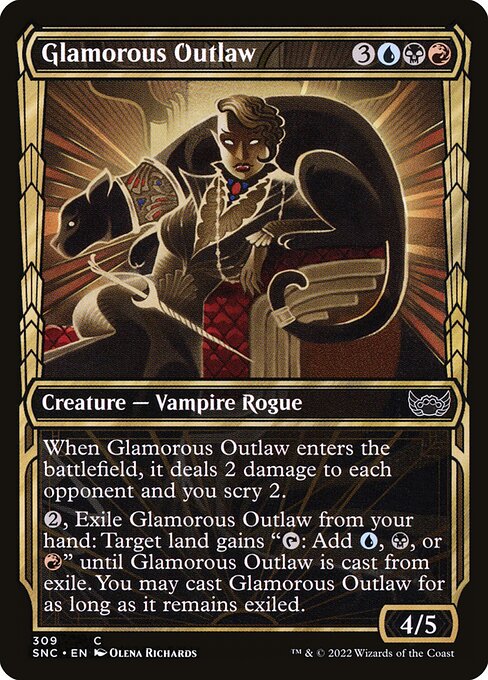 Glamorous Outlaw 3
Creature — Vampire Rogue
When Glamorous Outlaw enters the
battlefield, it deals 2 damage to each
opponent and you scry 2.
2, Exile Glamorous Outlaw from your
hand: Target land gains “: Add , , or
” until Glamorous Outlaw is cast from
exile. You may cast Glamorous Outlaw for
as long as it remains exiled.
4/5
309 C
SNC • EN Olena Richards
™ & © 2022 Wizards of the Coast